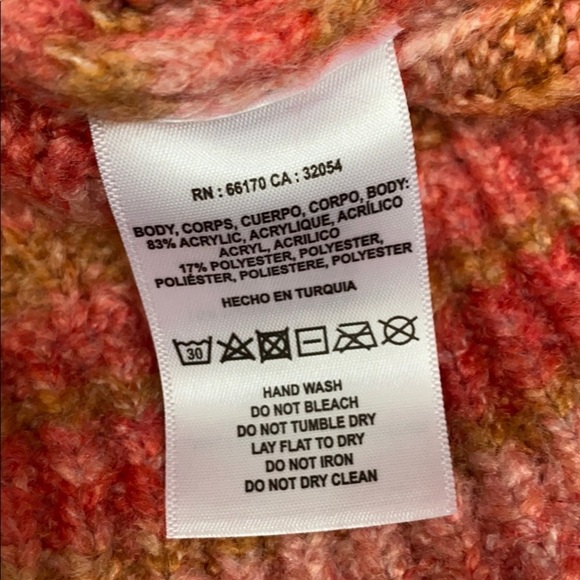 RN : 66170 CA : 32054
BODY, CORPS, CUERPO, CORPO, BODY:
83% ACRYLIC, ACRYLIQUE, ACRÍLICO
ACRYL, ACRILICO
17% POLYESTER, POLYESTER,
POLIÉSTER, POLIESTERE, POLYESTER
HECHO EN TURQUIA
30
HAND WASH
DO NOT BLEACH
DO NOT TUMBLE DRY
LAY FLAT TO DRY
DO NOT IRON
DO NOT DRY CLEAN